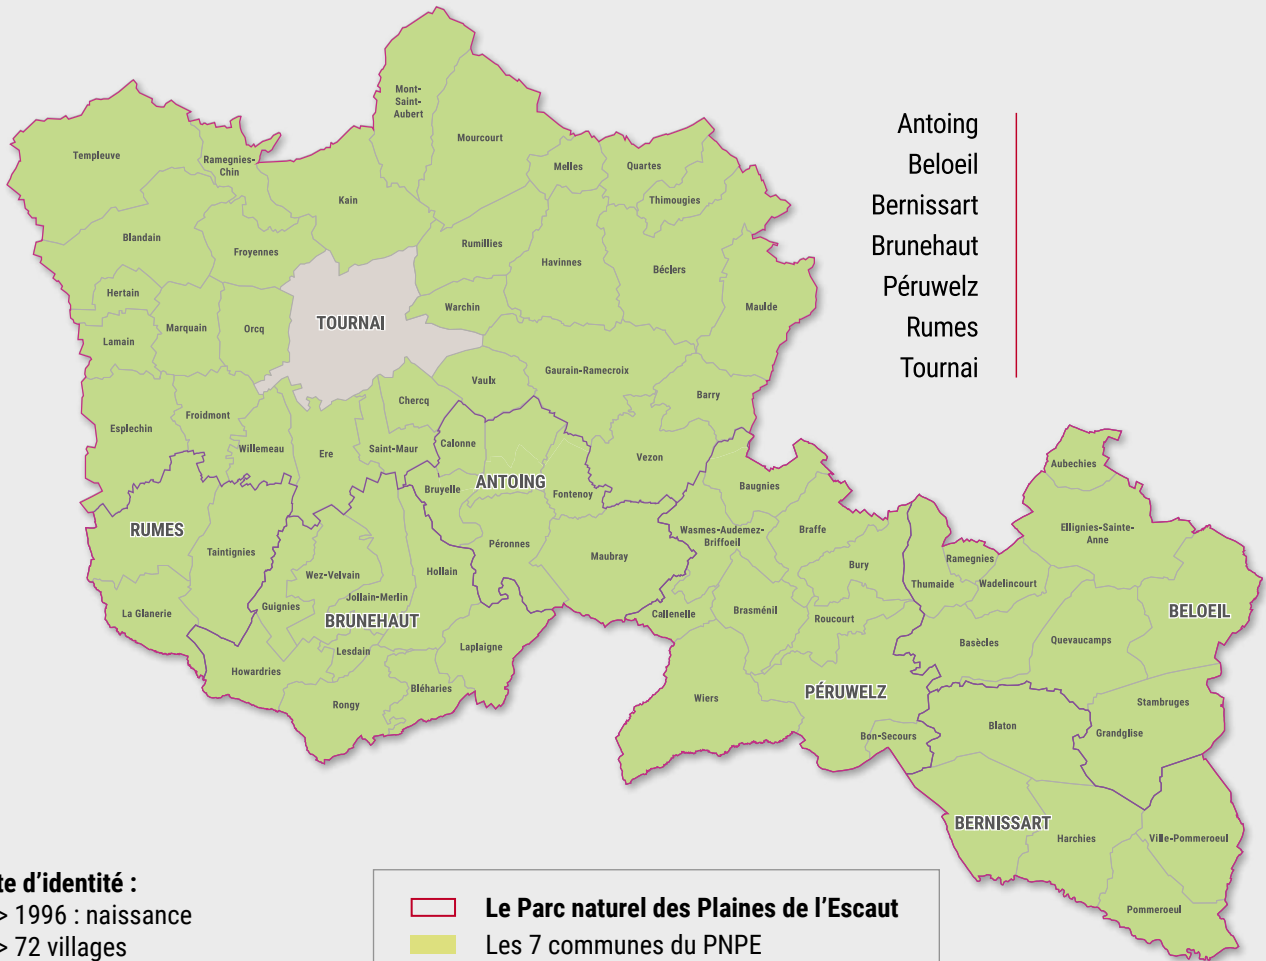 Mont-
Saint-
Aubert
Mourcourt
Templeuve
Ramegnies-
Chin
Melles
Quartes
Thimougies
Kain
Blandain
Froyennes
Rumillies
Havinnes
Béclers
Hertain
Marquain
Orcq
Lamain
TOURNAI
Warchin
Maulde
Gaurain-Ramecroix
Vaulx
Barry
Chercq
Esplechin
Froidmont
Willemeau
Ere
Saint-Maur
Calonne
Vezon
Bruyelle
ANTOING
Fontenoy
RUMES
Taintignies
Péronnes
Maubray
Wez-Velvain
Hollain
Jollain-Merlin
La Glanerie
Guignies
BRUNEHAUT
Lesdain
Laplaigne
Howardries
Bléharies
Rongy
Baugnies
Wasmes-Audemez-
Briffoeil
Braffe
Bury
Callenelle
Brasménil
Roucourt
Wiers
PÉRUWELZ
Bon-Secours
Aubechies
Ellignies-Sainte-
Anne
Ramegnies
Thumaide
Wadelincourt
BELOEIL
Basècles
Quevaucamps
Stambruges
Blaton
Grandglise
BERNISSART
Harchies
Ville-Pommeroeul
Pommeroeul
Antoing
Beloeil
Bernissart
Brunehaut
Péruwelz
Rumes
Tournai
te d'identité :
> 1996 : naissance
> 72 villages
Le Parc naturel des Plaines de l'Escaut
Les 7 communes du PNPE